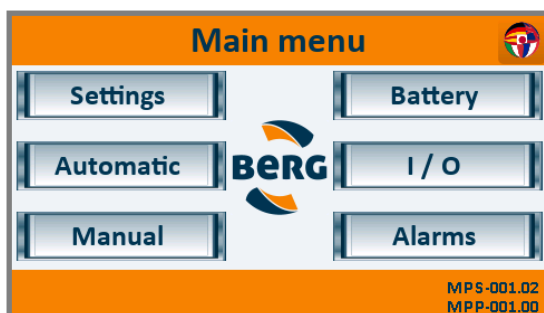 Main menu
Settings
Battery
Automatic
BERG
I / O
Manual
Alarms
MPS-001.02
MPP-001.00